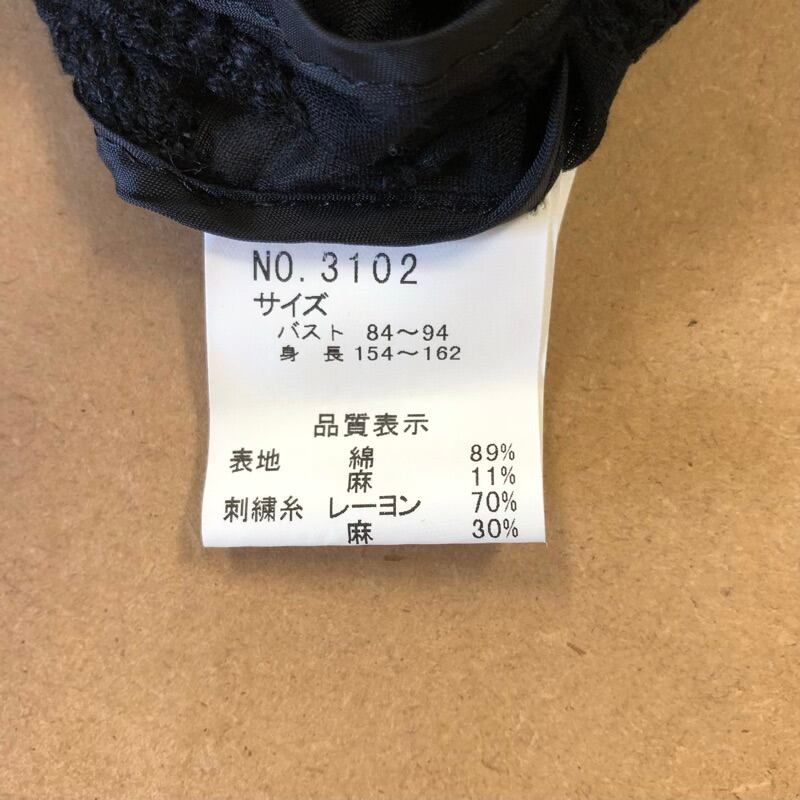 NO.3102
サイズ
バスト 84〜94
身 長 154〜162
品質表示
表地 綿 89%
麻 11%
刺繍糸 レーヨン 70%
麻 30%